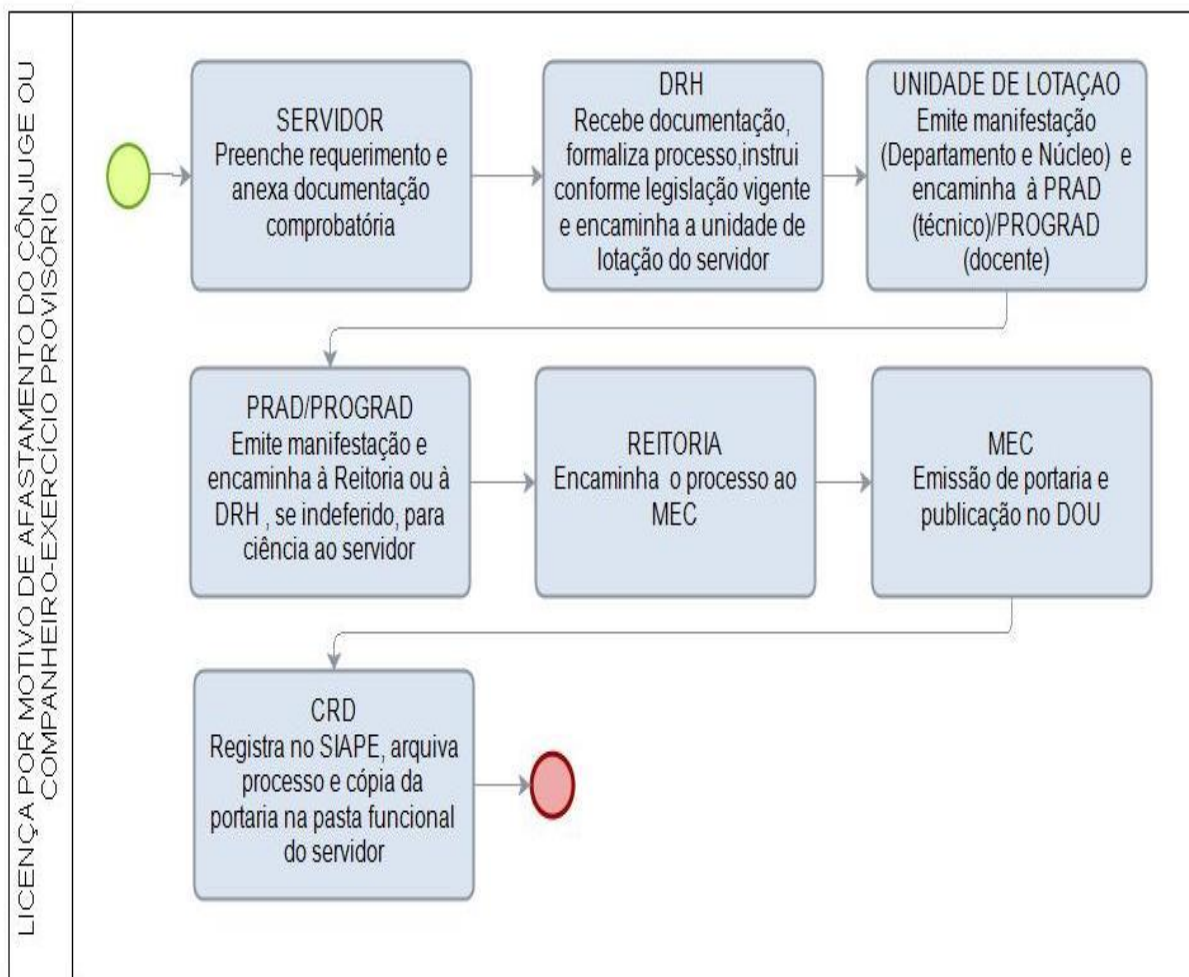 LICENÇA POR MOTIVO DE AFASTAMENTO DO CÔNJUGE OU
COMPANHEIRO-EXERCÍCIO PROVISÓRIO
SERVIDOR
Preenche requerimento e
anexa documentação
comprobatória
DRH
Recebe documentação,
formaliza processo,instrui
conforme legislação vigente
e encaminha a unidade de
lotação do servidor
UNIDADE DE LOTAÇAO
Emite manifestação
(Departamento e Núcleo) e
encaminha à PRAD
(técnico)/PROGRAD
(docente)
PRAD/PROGRAD
Emite manifestação e
encaminha à Reitoria ou à
DRH , se indeferido, para
ciência ao servidor
REITORIA
Encaminha o processo ao
MEC
MEC
Emissão de portaria e
publicação no DOU
CRD
Registra no SIAPE, arquiva
processo e cópia da
portaria na pasta funcional
do servidor